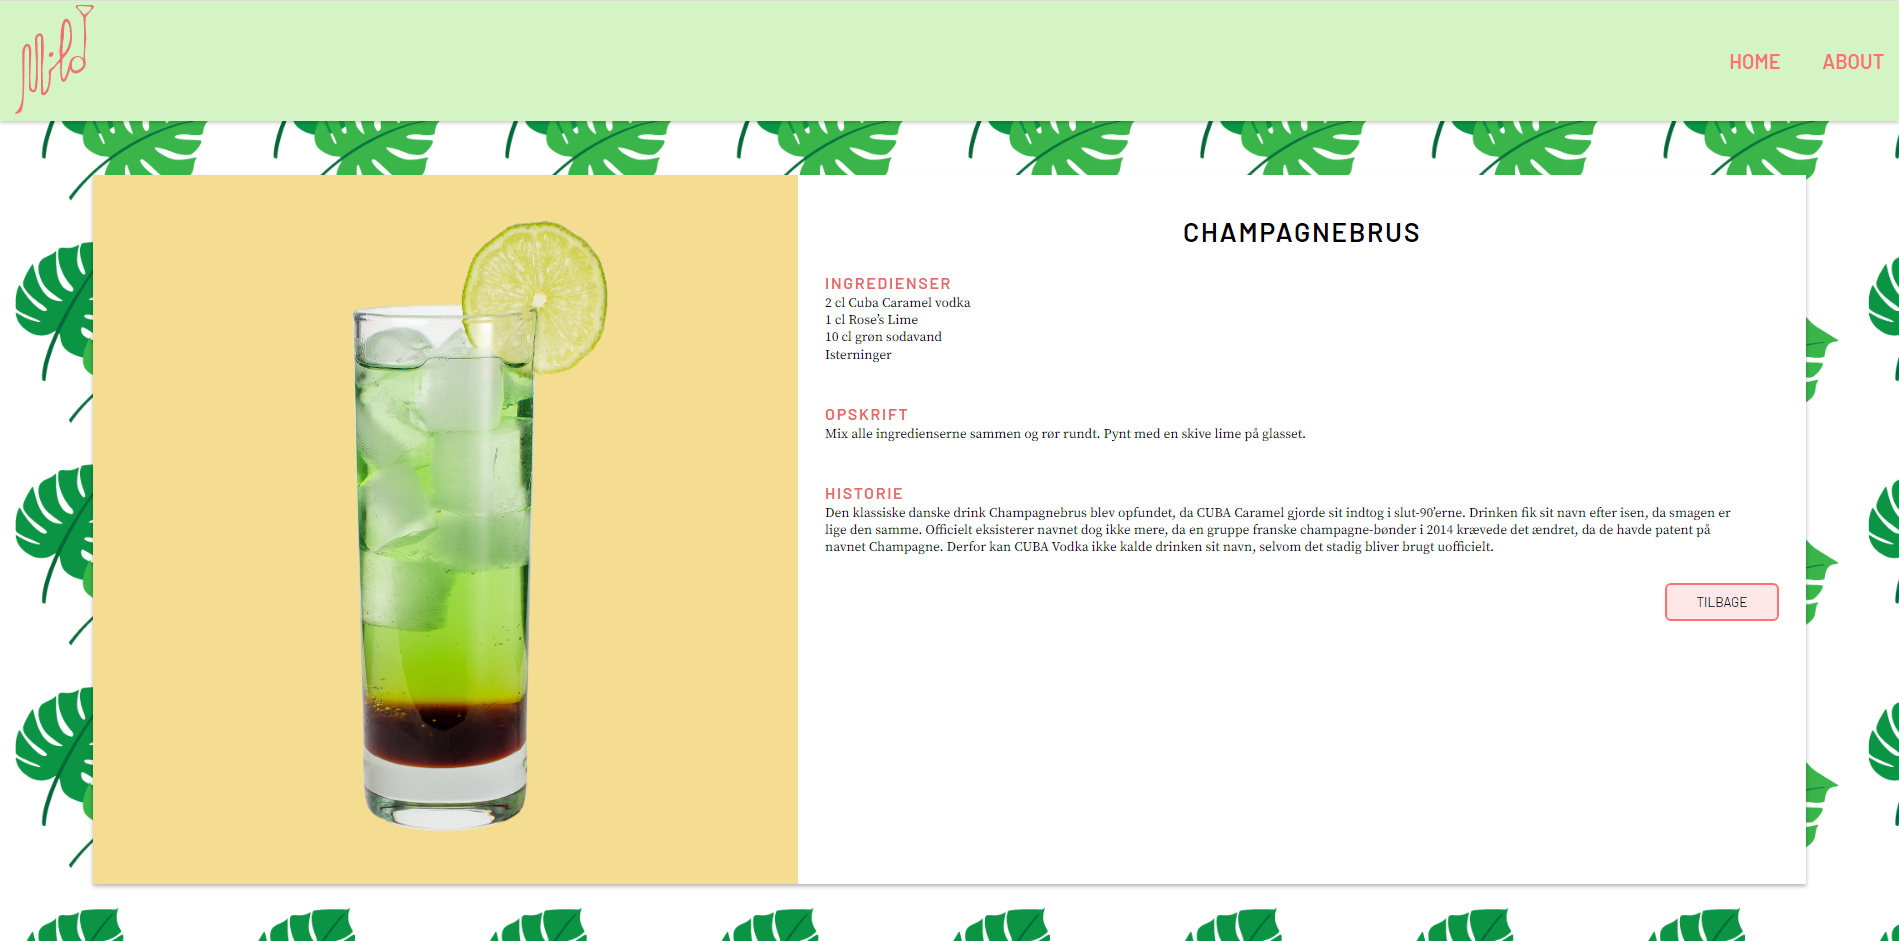 Mild
HOME ABOUT
CHAMPAGNEBRUS
INGREDIENSER
2 cl Cuba Caramel vodka
1 cl Rose's Lime
10 cl grøn sodavand
Isterninger
OPSKRIFT
Mix alle ingredienserne sammen og rør rundt. Pynt med en skive lime på glasset.
HISTORIE
Den klassiske danske drink Champagnebrus blev opfundet, da CUBA Caramel gjorde sit indtog i slut-90'erne. Drinken fik sit navn efter isen, da smagen er
lige den samme. Officielt eksisterer navnet dog ikke mere, da en gruppe franske champagne-bønder i 2014 krævede det ændret, da de havde patent på
navnet Champagne. Derfor kan CUBA Vodka ikke kalde drinken sit navn, selvom det stadig bliver brugt uofficielt.
TILBAGE